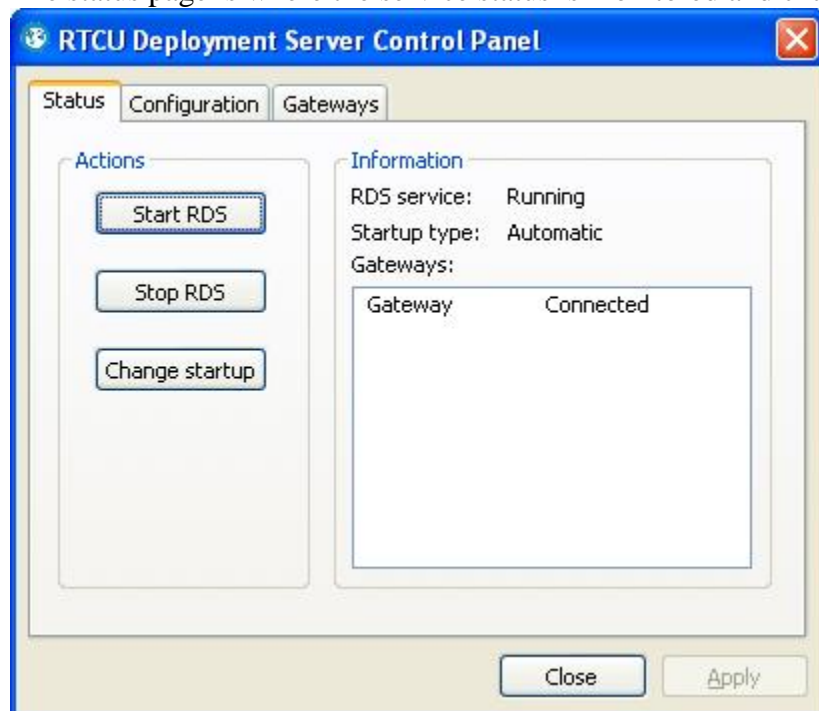 RTCU Deployment Server Control Panel
Status Configuration Gateways
Actions
Start RDS
Stop RDS
Change startup
Information
RDS service: Running
Startup type: Automatic
Gateways:
Gateway Connected
Close Apply